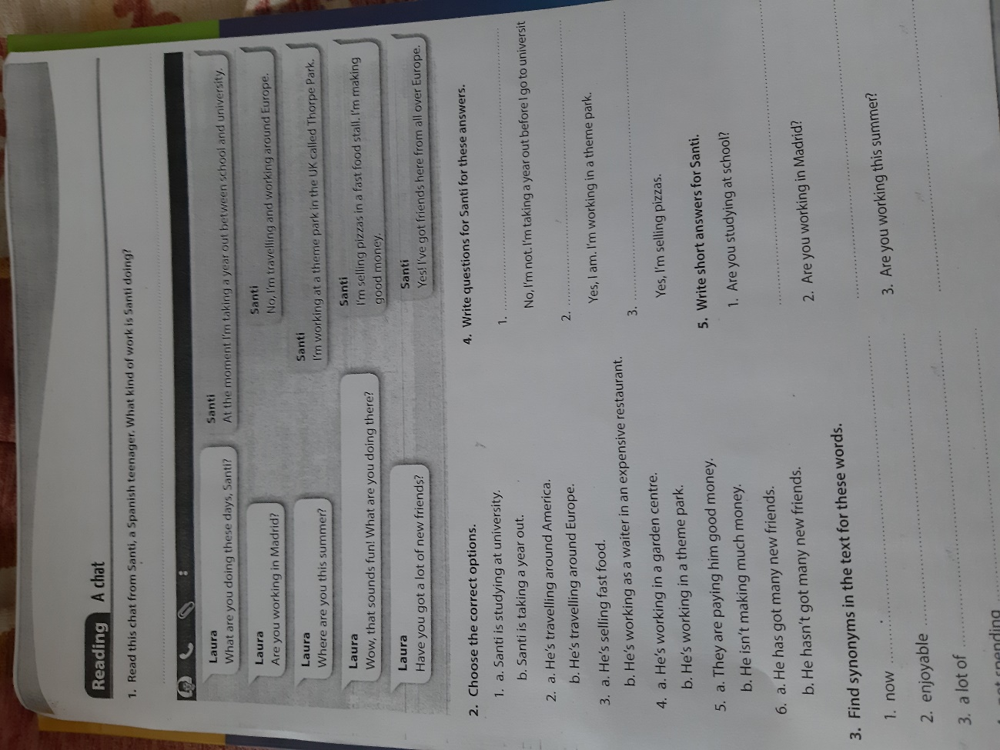 Reading A chat
1. Read this chat from Santi, a Spanish teenager. What kind of work is Santi doing?
Laura
What are you doing these days, Santi?
Santi
At the moment I'm taking a year out between school and university.
Laura
Are you working in Madrid?
Santi
No, I'm travelling and working around Europe.
Laura
Where are you this summer?
Santi
I'm working at a theme park in the UK called Thorpe Park.
Laura
Wow, that sounds fun! What are you doing there?
Santi
I'm selling pizzas in a fast food stall. I'm making
good money.
Laura
Have you got a lot of new friends?
Santi
Yes! I've got friends here from all over Europe.
2. Choose the correct options.
1. a. Santi is studying at university.
b. Santi is taking a year out.
2. a. He's travelling around America.
b. He's travelling around Europe.
3. a. He's selling fast food.
b. He's working as a waiter in an expensive restaurant.
4. a. He's working in a garden centre.
b. He's working in a theme park.
5. a. They are paying him good money.
b. He isn't making much money.
6. a. He has got many new friends.
b. He hasn't got many new friends.
3. Find synonyms in the text for these words.
1. now
2. enjoyable
3. a lot of
4. Write questions for Santi for these answers.
1.
No, I'm not. I'm taking a year out before I go to universit
2.
Yes, I am. I'm working in a theme park.
3.
Yes, I'm selling pizzas.
5. Write short answers for Santi.
1. Are you studying at school?
2. Are you working in Madrid?
3. Are you working this summer?